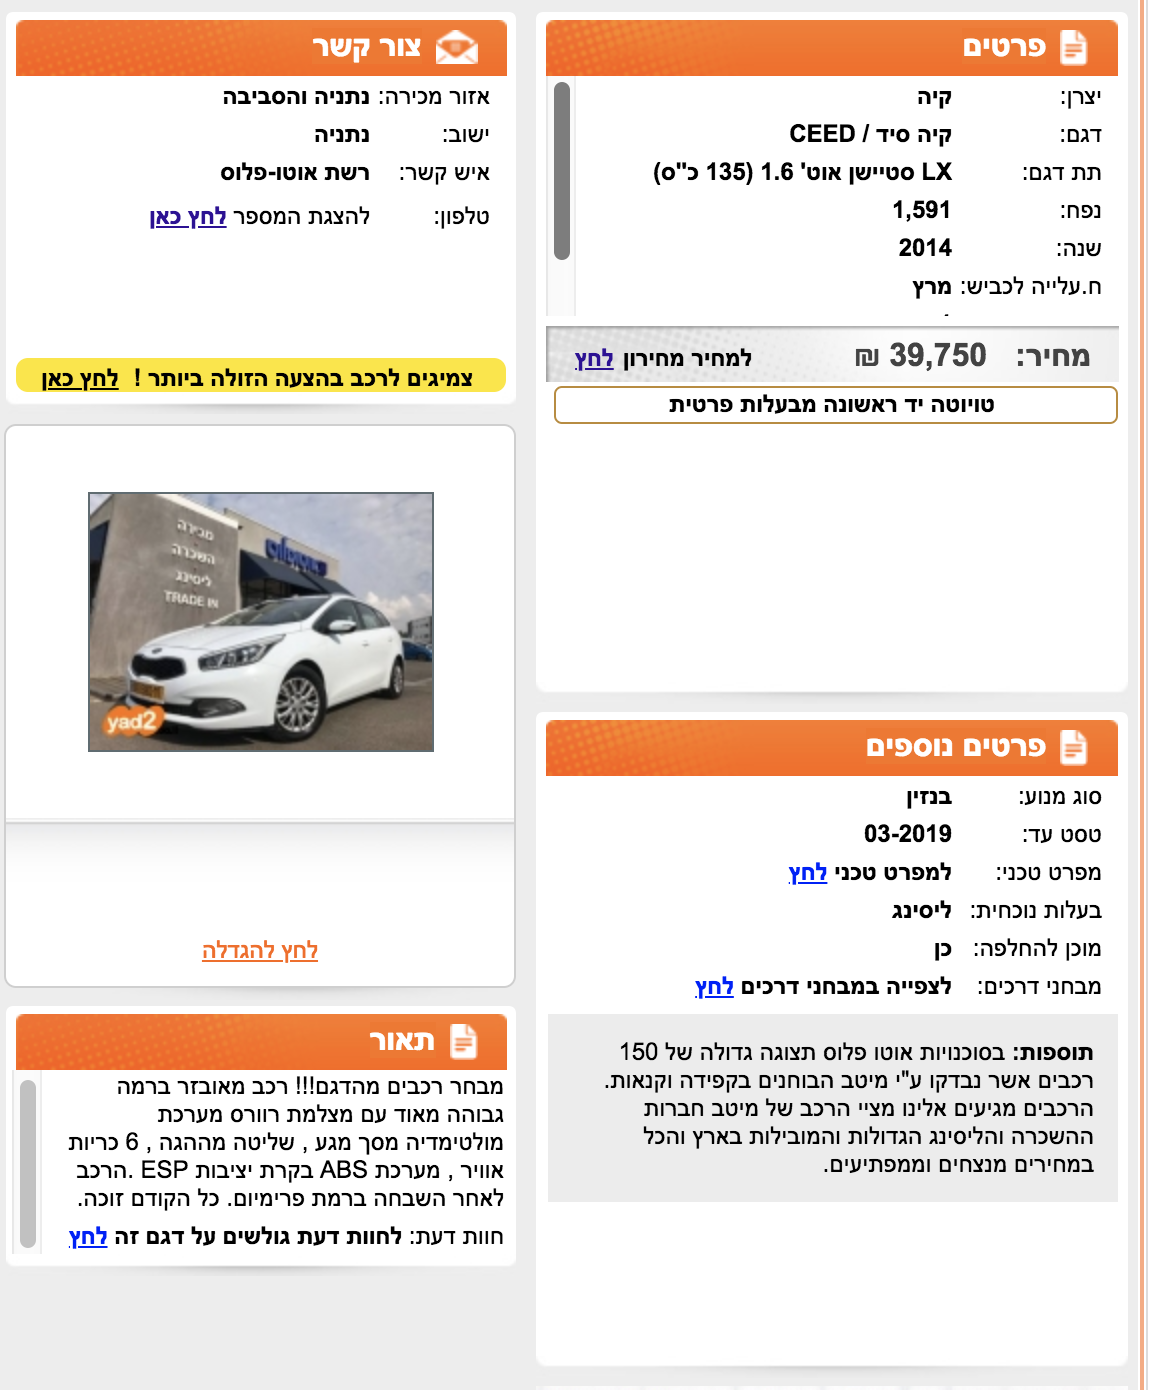 פרטים
יצרן: קיה
דגם: קיה סיד / CEED
תת דגם: LX סטיישן אוט' 1.6 (135 כ"ס)
נפח: 1,591
שנה: 2014
ח.עלייה לכביש: מרץ
מחיר: 39,750 ₪ למחיר מחירון לחץ
טויוטה יד ראשונה מבעלות פרטית
צור קשר
אזור מכירה: נתניה והסביבה
ישוב: נתניה
איש קשר: רשת אוטו-פלוס
טלפון: להצגת המספר לחץ כאן
צמיגים לרכב בהצעה הזולה ביותר ! לחץ כאן
מכירה
השכרה
ליסינג
TRADE IN
yad2
לחץ להגדלה
פרטים נוספים
סוג מנוע: בנזין
טסט עד: 03-2019
מפרט טכני: למפרט טכני לחץ
בעלות נוכחית: ליסינג
מוכן להחלפה: כן
מבחני דרכים: לצפייה במבחני דרכים לחץ
תוספות: בסוכנויות אוטו פלוס תצוגה גדולה של 150
רכבים אשר נבדקו ע"י מיטב הבוחנים בקפידה וקנאות.
הרכבים מגיעים אלינו מציי הרכב של מיטב חברות
ההשכרה והליסינג הגדולות והמובילות בארץ והכל
במחירים מנצחים וממפתיעים.
תאור
מבחר רכבים מהדגם!!! רכב מאובזר ברמה
גבוהה מאוד עם מצלמת רוורס מערכת
מולטימדיה מסך מגע , שליטה מההגה , 6 כריות
אוויר , מערכת ABS בקרת יציבות ESP .הרכב
לאחר השבחה ברמת פרימיום. כל הקודם זוכה.
חוות דעת: לחוות דעת גולשים על דגם זה לחץ